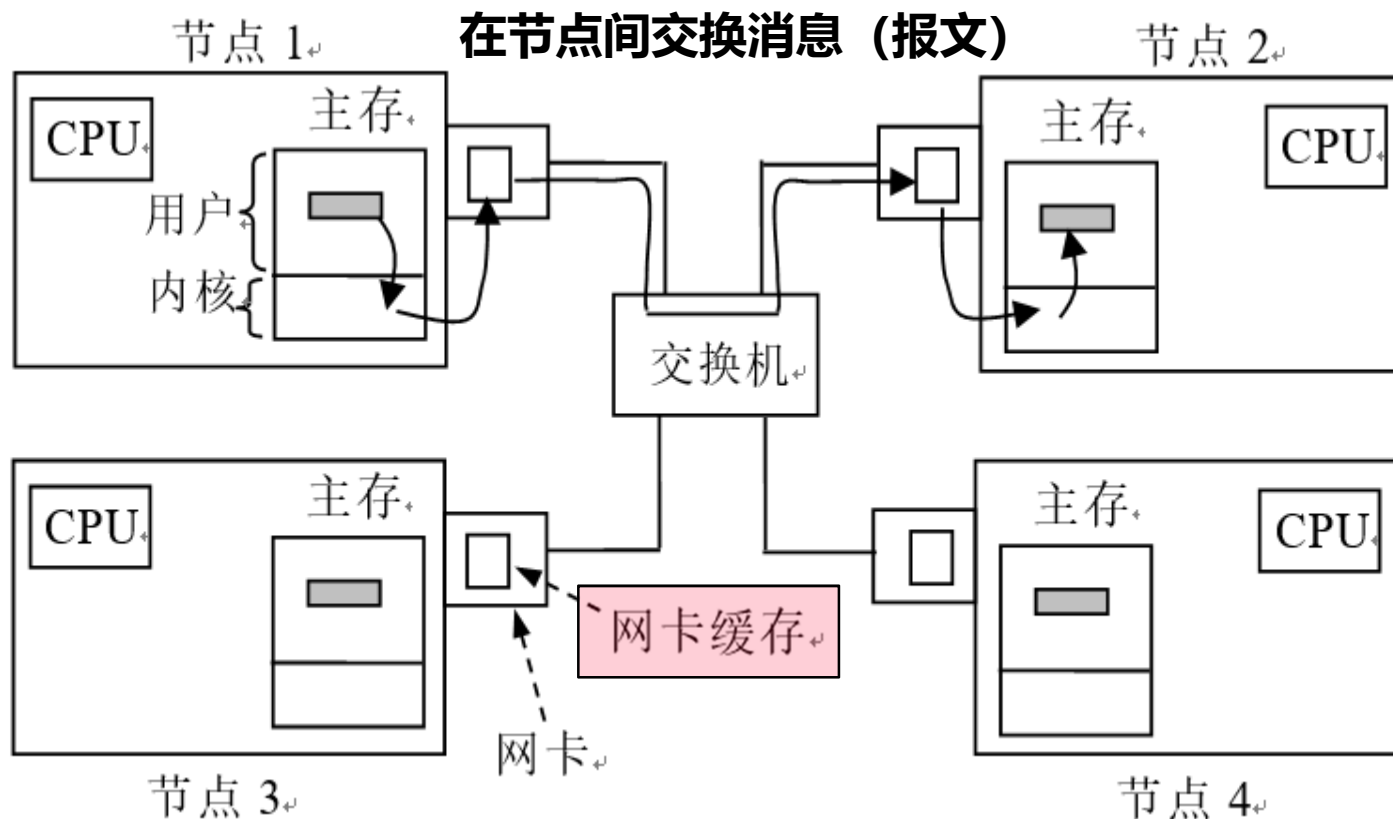 在节点间交换消息（报文）
节点 1
节点 2
CPU
主存
用户
内核
主存
CPU
交换机
CPU
主存
主存
CPU
网卡缓存
网卡
节点 3
节点 4